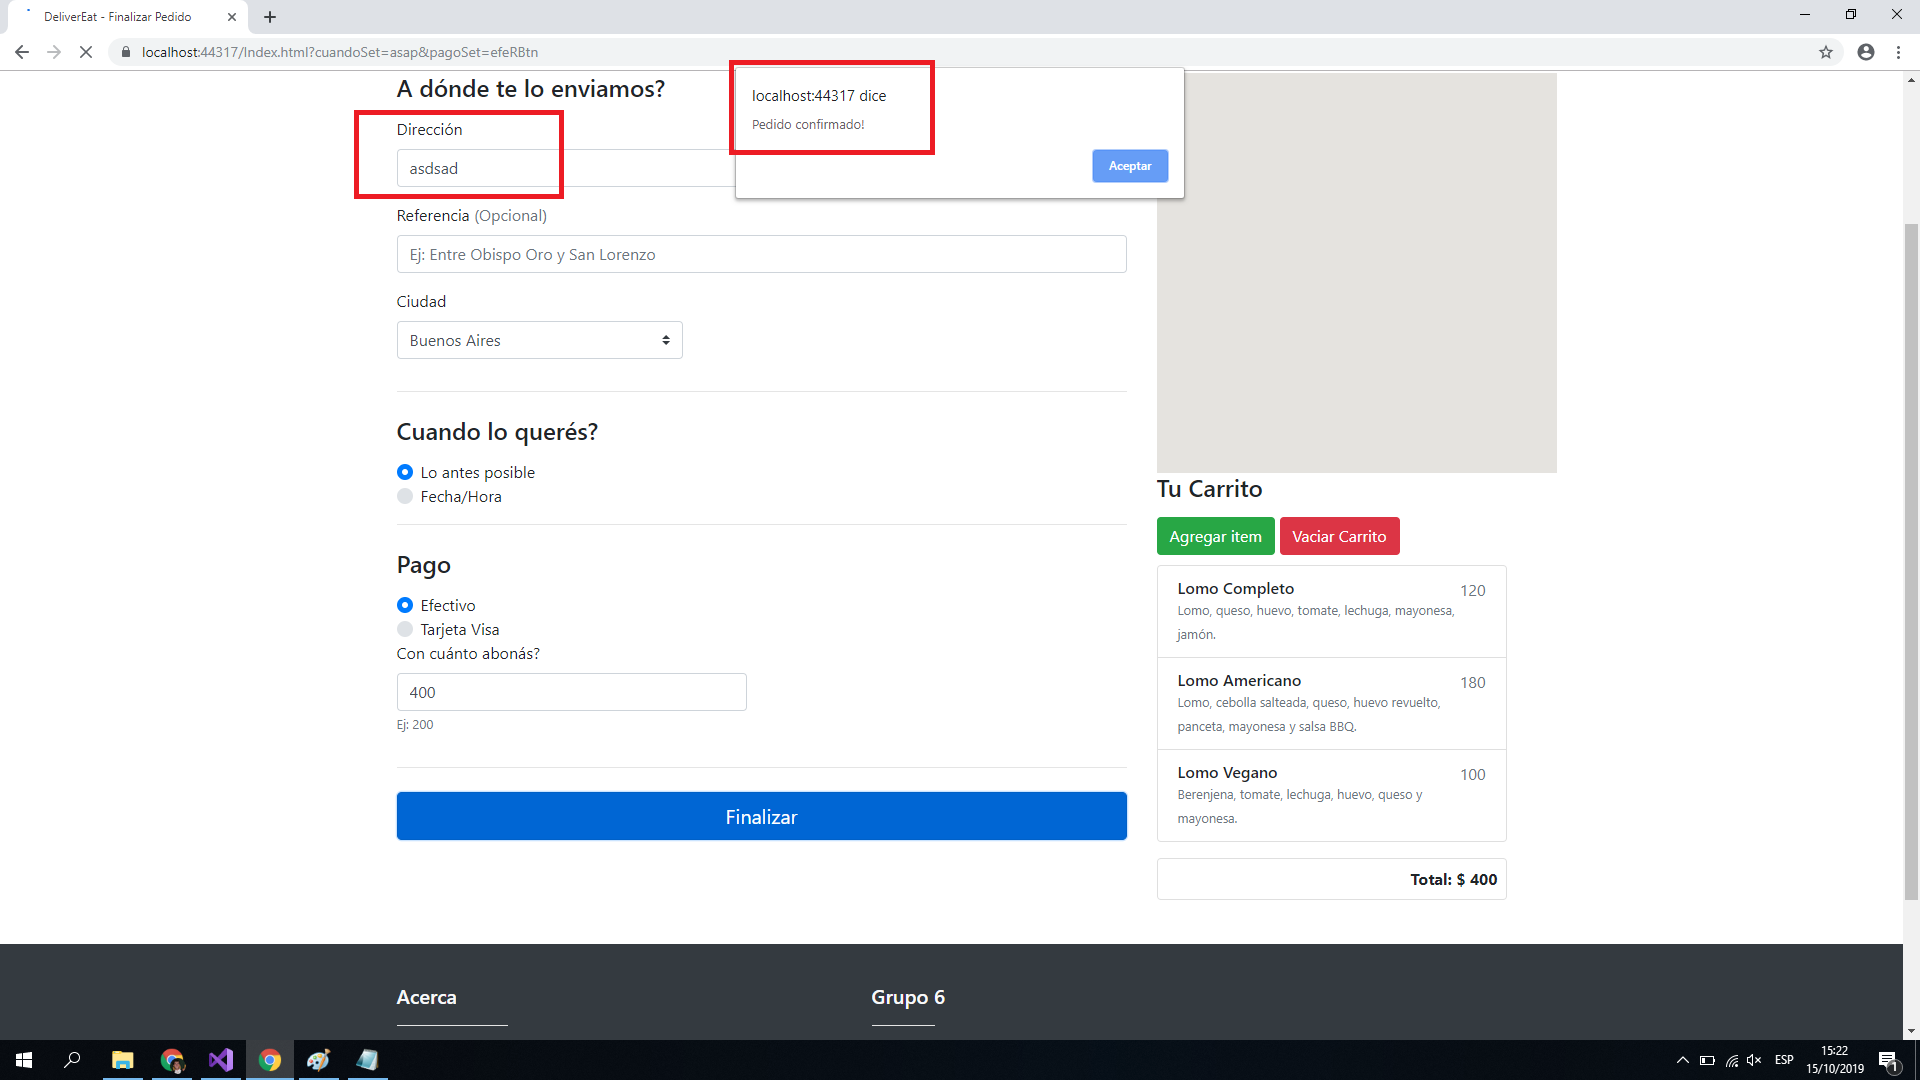 DeliverEat - Finalizar Pedido
localhost:44317/Index.html?cuandoSet=asap&pagoSet=efeRBtn
localhost:44317 dice
Pedido confirmado!
Aceptar
A dónde te lo enviamos?
Dirección
asdsad
Referencia (Opcional)
Ej: Entre Obispo Oro y San Lorenzo
Ciudad
Buenos Aires
Cuando lo querés?
Lo antes posible
Fecha/Hora
Pago
Efectivo
Tarjeta Visa
Con cuánto abonás?
400
Ej: 200
Finalizar
Tu Carrito
Agregar item
Vaciar Carrito
Lomo Completo 120
Lomo, queso, huevo, tomate, lechuga, mayonesa,
jamón.
Lomo Americano 180
Lomo, cebolla salteada, queso, huevo revuelto,
panceta, mayonesa y salsa BBQ.
Lomo Vegano 100
Berenjena, tomate, lechuga, huevo, queso y
mayonesa.
Total: $ 400
Acerca
Grupo 6
ESP
15:22
15/10/2019
1